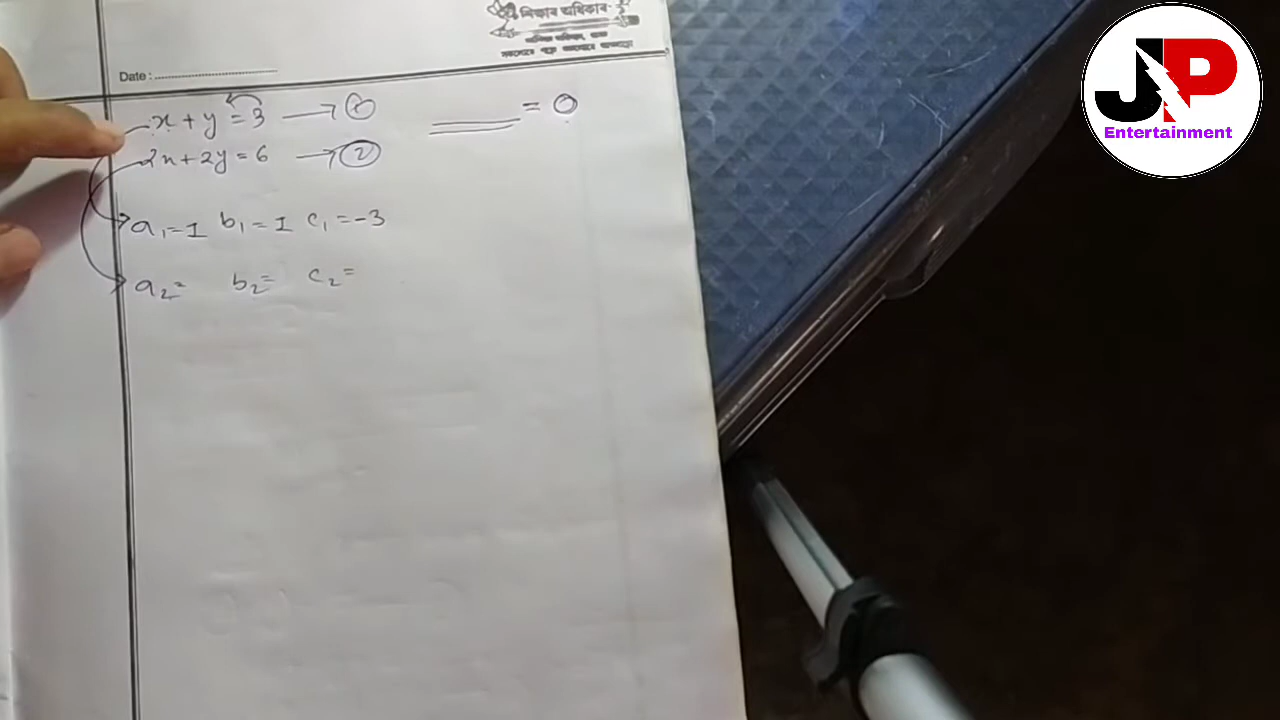 শিক্ষাৰ অধিকাৰ
Date :
x + y = 3 → ① = 0
2x + 2y = 6 → ②
a₁ = 1 b₁ = 1 c₁ = -3
a₂ = b₂ = c₂ =
JP
Entertainment